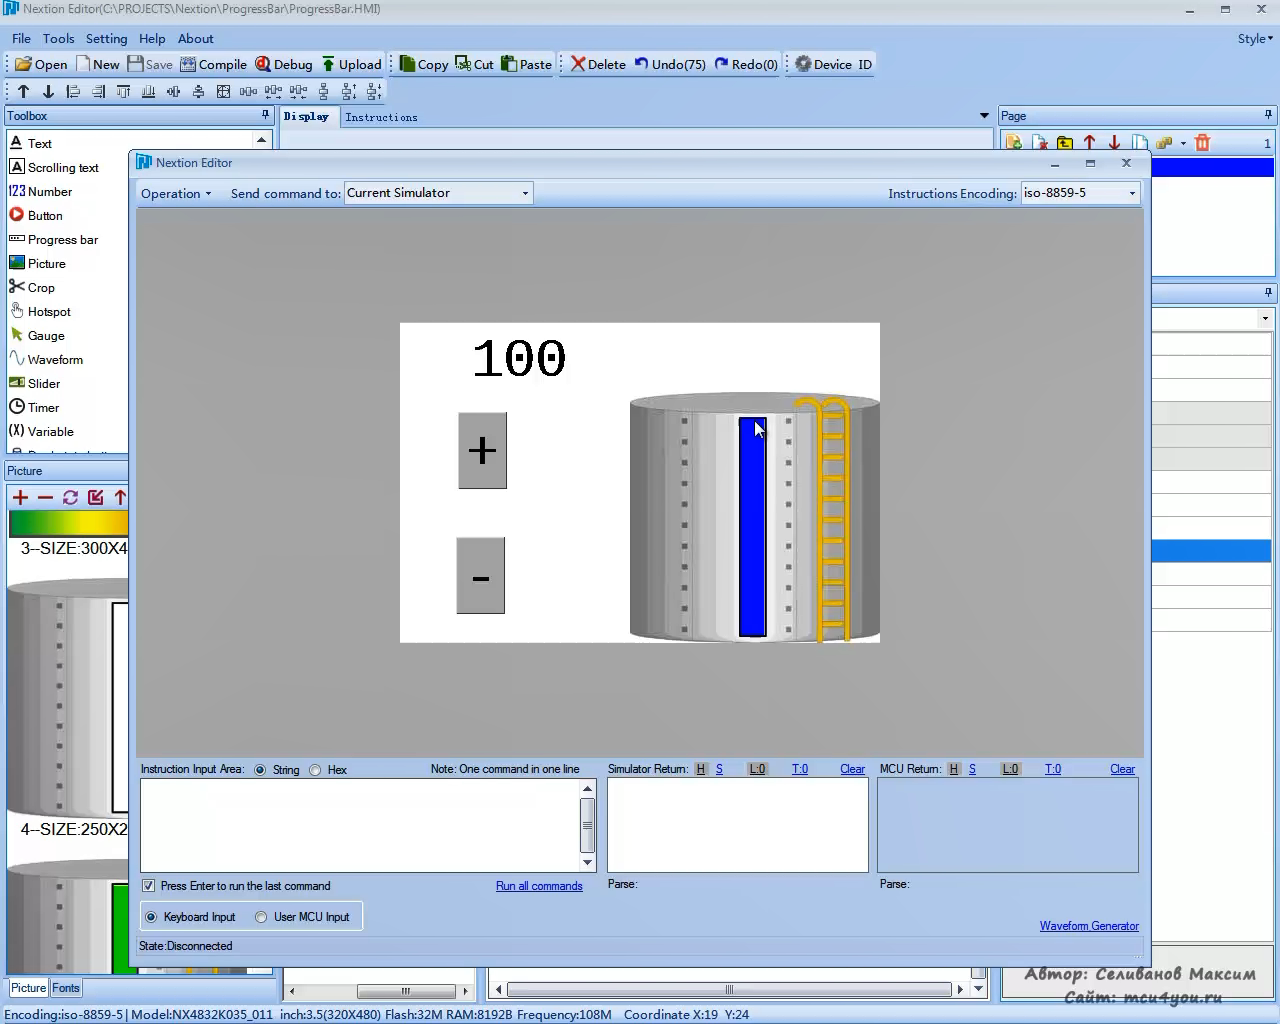 Nextion Editor(C:\PROJECTS\Nextion\ProgressBar\ProgressBar.HMI)
File Tools Setting Help About Style
Open New Save Compile Debug Upload Copy Cut Paste Delete Undo(75) Redo(0) Device ID
Toolbox Display Instructions Page
Text 1
Scrolling text
Number
Button
Progress bar
Picture
Crop
Hotspot
Gauge
Waveform
Slider
Timer
Variable
Picture
3--SIZE:300X4
4--SIZE:250X2
Picture Fonts
Nextion Editor
Operation Send command to: Current Simulator Instructions Encoding: iso-8859-5
100
+
-
Instruction Input Area: String Hex Note: One command in one line Simulator Return: H S L:0 T:0 Clear MCU Return: H S L:0 T:0 Clear
Press Enter to run the last command Run all commands Parse: Parse:
Keyboard Input User MCU Input Waveform Generator
State:Disconnected
Автор: Селиванов Максим
Сайт: mcu4you.ru
Encoding:iso-8859-5| Model:NX4832K035_011 inch:3.5(320X480) Flash:32M RAM:8192B Frequency:108M Coordinate X:19 Y:24